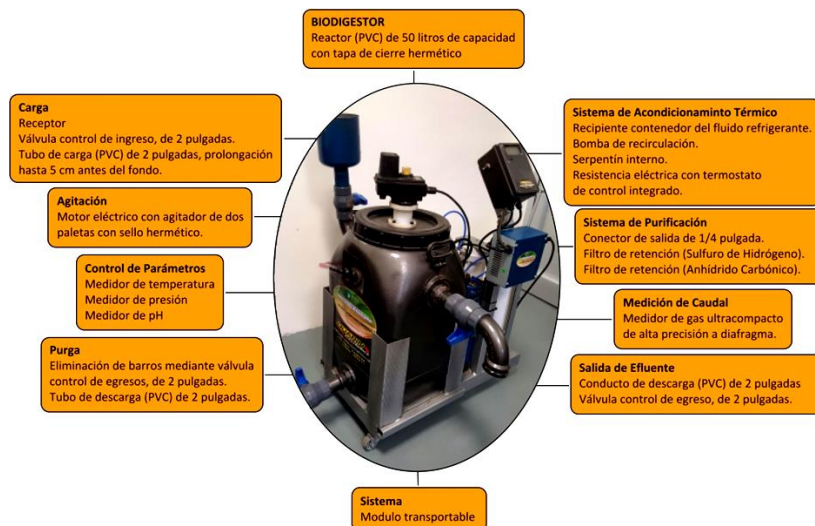 BIODIGESTOR
Reactor (PVC) de 50 litros de capacidad
con tapa de cierre hermético
Carga
Receptor
Válvula control de ingreso, de 2 pulgadas.
Tubo de carga (PVC) de 2 pulgadas, prolongación
hasta 5 cm antes del fondo.
Agitación
Motor eléctrico con agitador de dos
paletas con sello hermético.
Control de Parámetros
Medidor de temperatura
Medidor de presión
Medidor de pH
Purga
Eliminación de barros mediante válvula
control de egresos, de 2 pulgadas.
Tubo de descarga (PVC) de 2 pulgadas.
Sistema de Acondicionaminto Térmico
Recipiente contenedor del fluido refrigerante.
Bomba de recirculación.
Serpentín interno.
Resistencia eléctrica con termostato
de control integrado.
Sistema de Purificación
Conector de salida de 1/4 pulgada.
Filtro de retención (Sulfuro de Hidrógeno).
Filtro de retención (Anhídrido Carbónico).
Medición de Caudal
Medidor de gas ultracompacto
de alta precisión a diafragma.
Salida de Efluente
Conducto de descarga (PVC) de 2 pulgadas
Válvula control de egreso, de 2 pulgadas.
Sistema
Modulo transportable